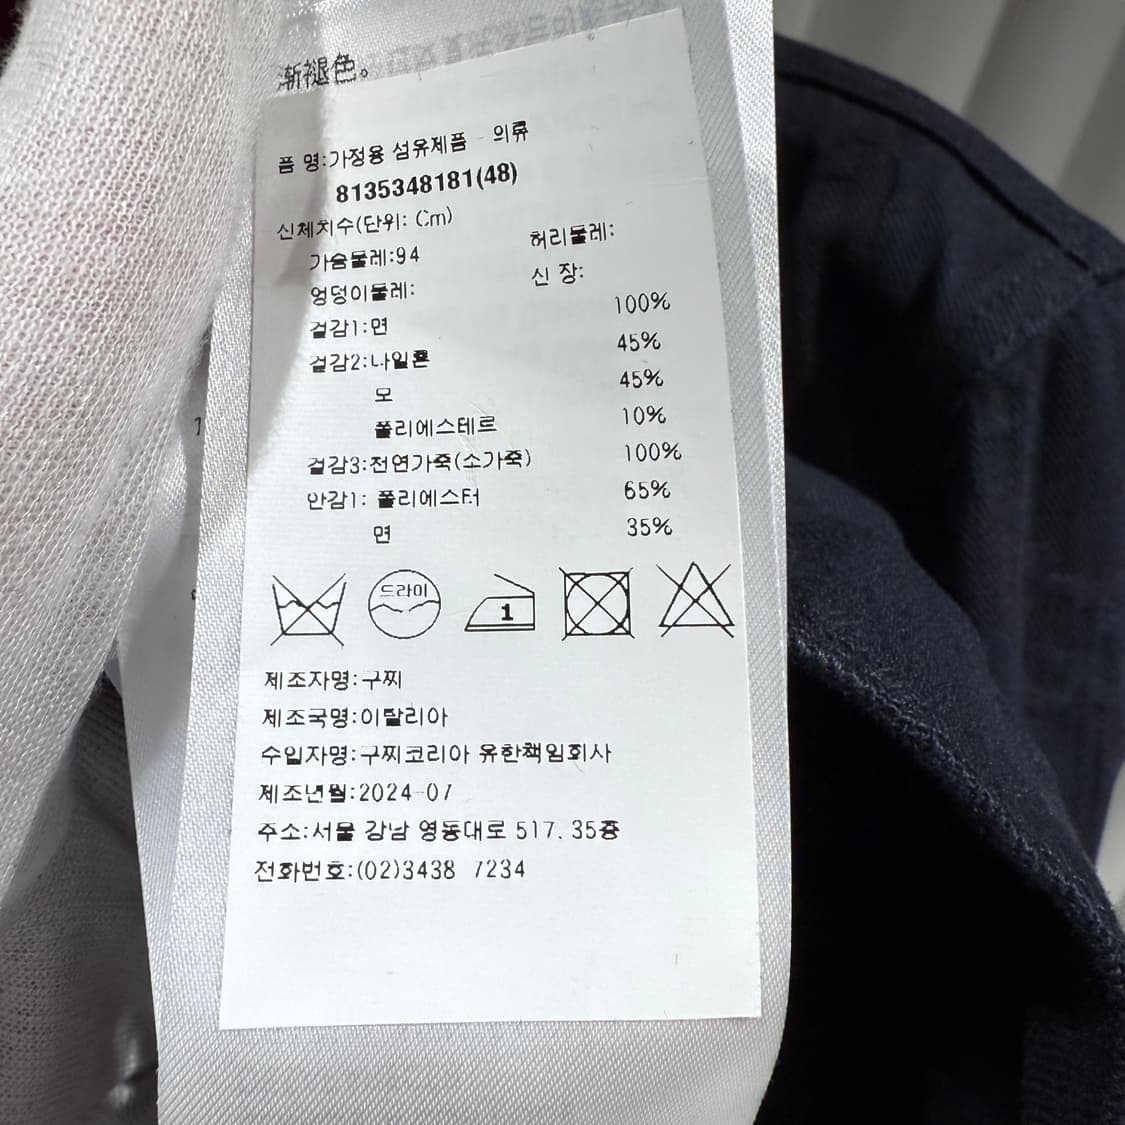 渐褪色。
품 명:가정용 섬유제품 - 의류
8135348181(48)
신체치수(단위: Cm)
가슴둘레:94 허리둘레:
엉덩이둘레: 신 장:
겉감1:면 100%
겉감2:나일론 45%
모 45%
폴리에스테르 10%
겉감3:천연가죽(소가죽) 100%
안감1: 폴리에스터 65%
면 35%
드라이
1
제조자명:구찌
제조국명:이탈리아
수입자명:구찌코리아 유한책임회사
제조년월:2024-07
주소:서울 강남 영동대로 517, 35층
전화번호:(02)3438 7234